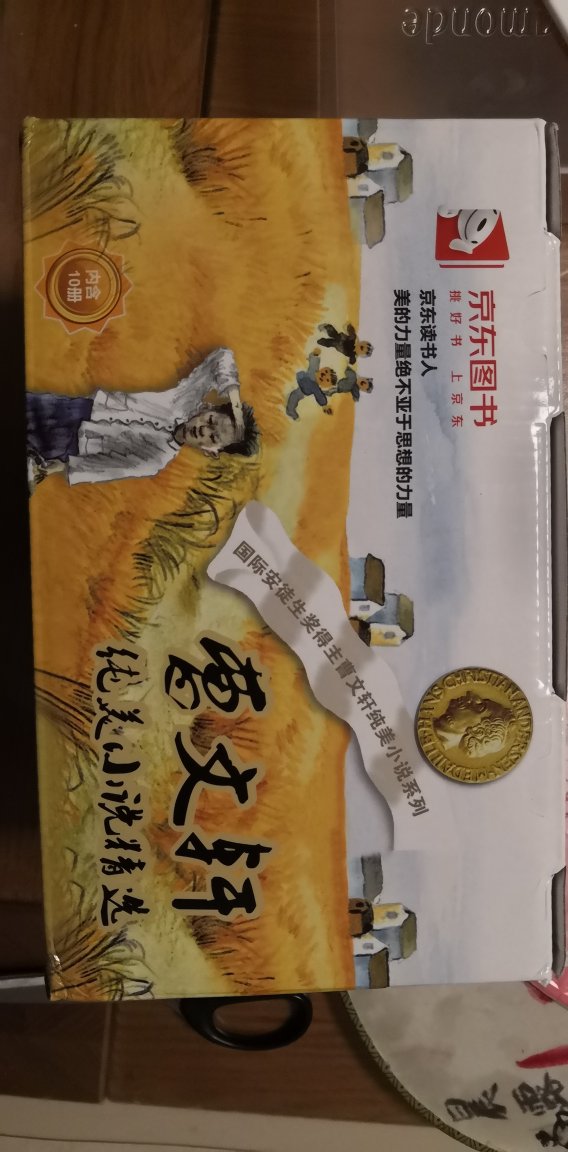 京东图书
挑好书 上京东
京东读书人
美的力量绝不亚于思想的力量
国际安徒生奖得主曹文轩纯美小说系列
曹文轩
纯美小说精选
内含
10册